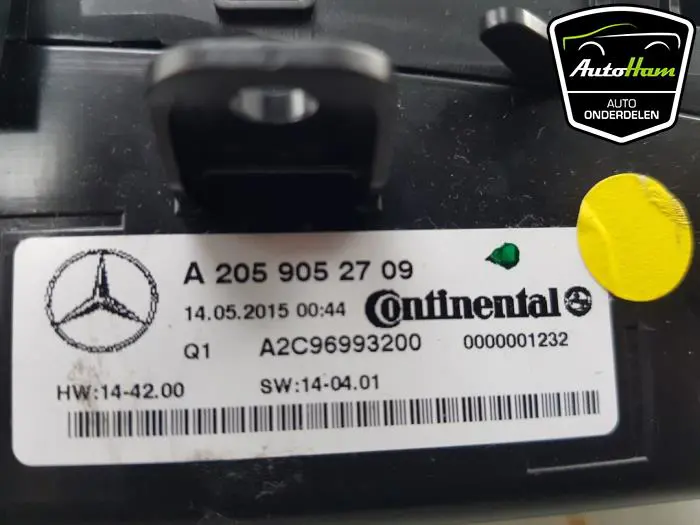 AutoHam
AUTO
ONDERDELEN
A 205 905 27 09
14.05.2015 00:44
Continental
Q1 A2C96993200 0000001232
HW:14-42.00 SW:14-04.01